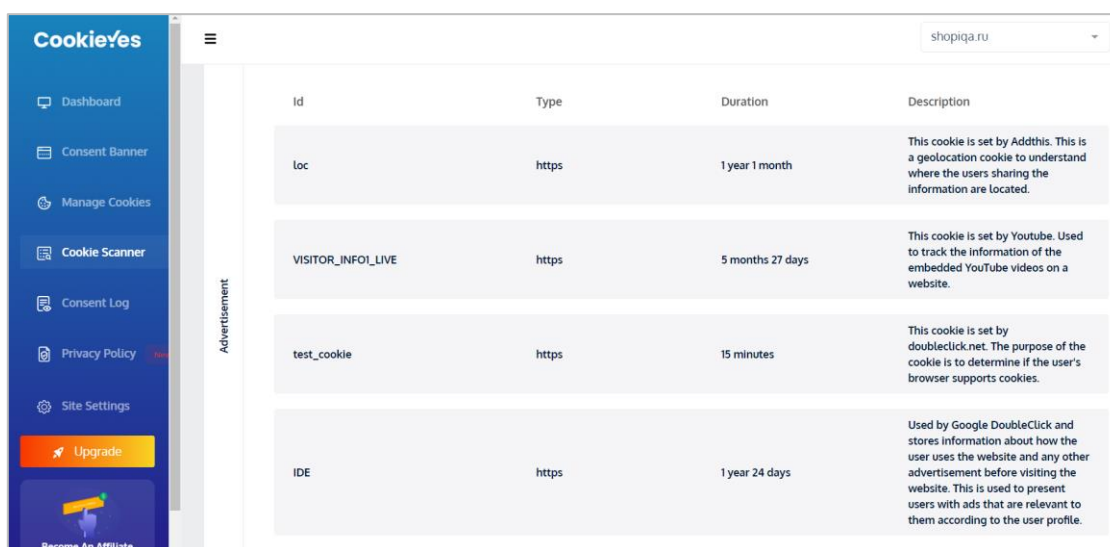 CookieYes
shopiqa.ru
Dashboard
Consent Banner
Manage Cookies
Cookie Scanner
Consent Log
Privacy Policy
Site Settings
Upgrade
Become An Affiliate
Advertisement
Id Type Duration Description
loc https 1 year 1 month
This cookie is set by Addthis. This is
a geolocation cookie to understand
where the users sharing the
information are located.
VISITOR_INFO1_LIVE https 5 months 27 days
This cookie is set by Youtube. Used
to track the information of the
embedded YouTube videos on a
website.
test_cookie https 15 minutes
This cookie is set by
doubleclick.net. The purpose of the
cookie is to determine if the user's
browser supports cookies.
IDE https 1 year 24 days
Used by Google DoubleClick and
stores information about how the
user uses the website and any other
advertisement before visiting the
website. This is used to present
users with ads that are relevant to
them according to the user profile.